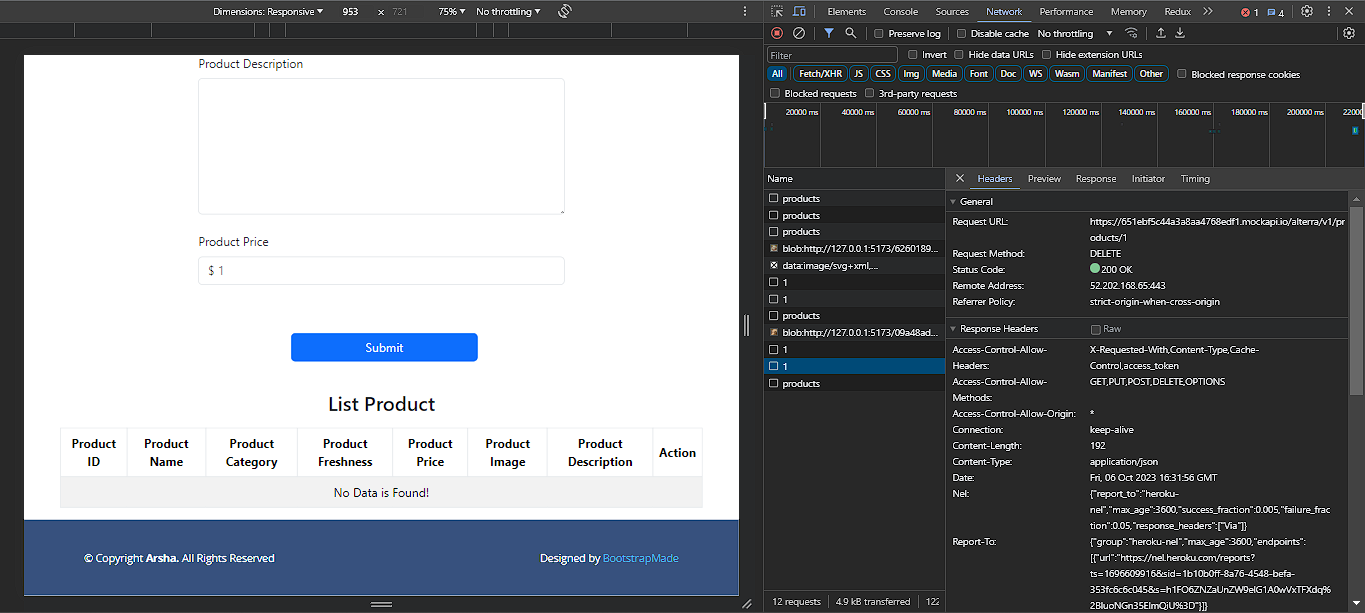 Dimensions: Responsive 953 × 721 75% No throttling
Product Description
Product Price
$ 1
Submit
List Product
Product ID Product Name Product Category Product Freshness Product Price Product Image Product Description Action
No Data is Found!
© Copyright Arsha. All Rights Reserved
Designed by BootstrapMade
Elements Console Sources Network Performance Memory Redux 1 4
Preserve log Disable cache No throttling
Filter Invert Hide data URLs Hide extension URLs
All Fetch/XHR JS CSS Img Media Font Doc WS Wasm Manifest Other Blocked response cookies
Blocked requests 3rd-party requests
20000 ms 40000 ms 60000 ms 80000 ms 100000 ms 120000 ms 140000 ms 160000 ms 180000 ms 200000 ms 22000
Name
products
products
products
blob:http://127.0.0.1:5173/6260189...
data:image/svg+xml,...
1
1
products
blob:http://127.0.0.1:5173/09a48ad...
1
1
products
12 requests 4.9 kB transferred 122
Headers Preview Response Initiator Timing
General
Request URL: https://651ebf5c44a3a8aa4768edf1.mockapi.io/alterra/v1/pr
oducts/1
Request Method: DELETE
Status Code: 200 OK
Remote Address: 52.202.168.65:443
Referrer Policy: strict-origin-when-cross-origin
Response Headers Raw
Access-Control-Allow- X-Requested-With,Content-Type,Cache-
Headers: Control,access_token
Access-Control-Allow- GET,PUT,POST,DELETE,OPTIONS
Methods:
Access-Control-Allow-Origin: *
Connection: keep-alive
Content-Length: 192
Content-Type: application/json
Date: Fri, 06 Oct 2023 16:31:56 GMT
Nel: {"report_to":"heroku-
nel","max_age":3600,"success_fraction":0.005,"failure_frac
tion":0.05,"response_headers":["Via"]}
Report-To: {"group":"heroku-nel","max_age":3600,"endpoints":
[{"url":"https://nel.heroku.com/reports?
ts=1696609916&sid=1b10b0ff-8a76-4548-befa-
353fc6c6c045&s=h1FO6ZNZaUnZW9elG1A0wVxTFXdq%
2BluoNGn35ElmQiU%3D"}]}